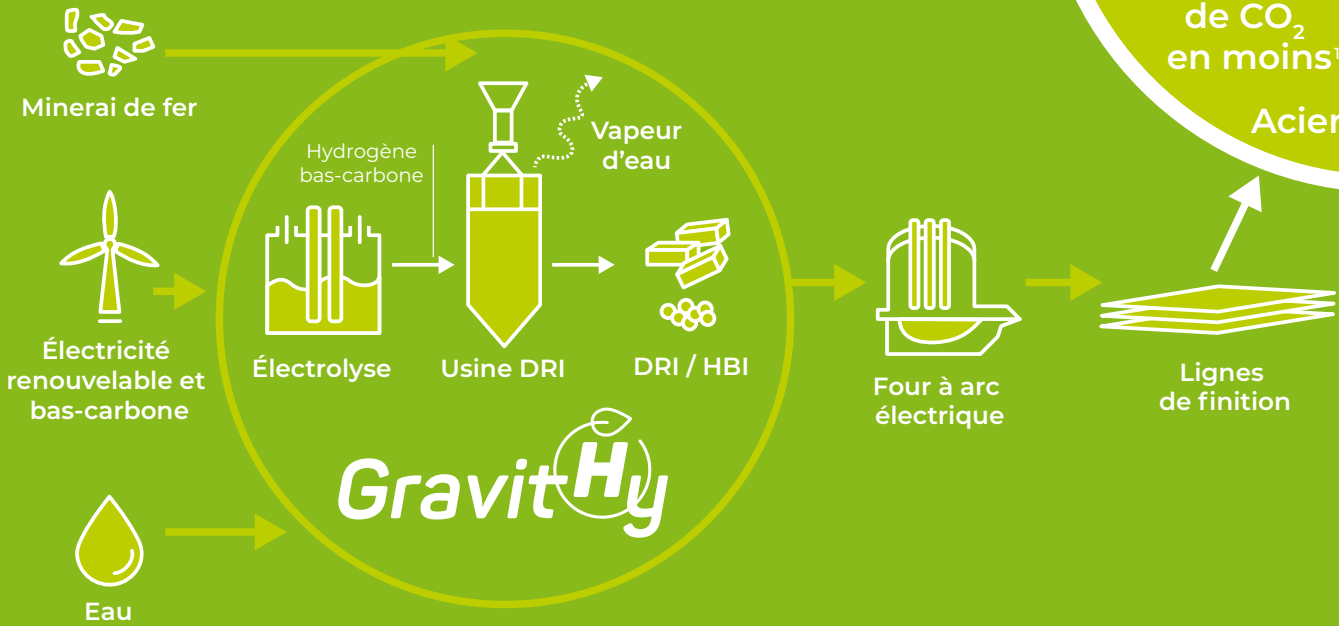 de CO₂
en moins¹
Acier
Minerai de fer
Hydrogène
bas-carbone
Vapeur
d'eau
Électricité
renouvelable et
bas-carbone
Électrolyse
Usine DRI
DRI / HBI
Four à arc
électrique
Lignes
de finition
GravitHy
Eau